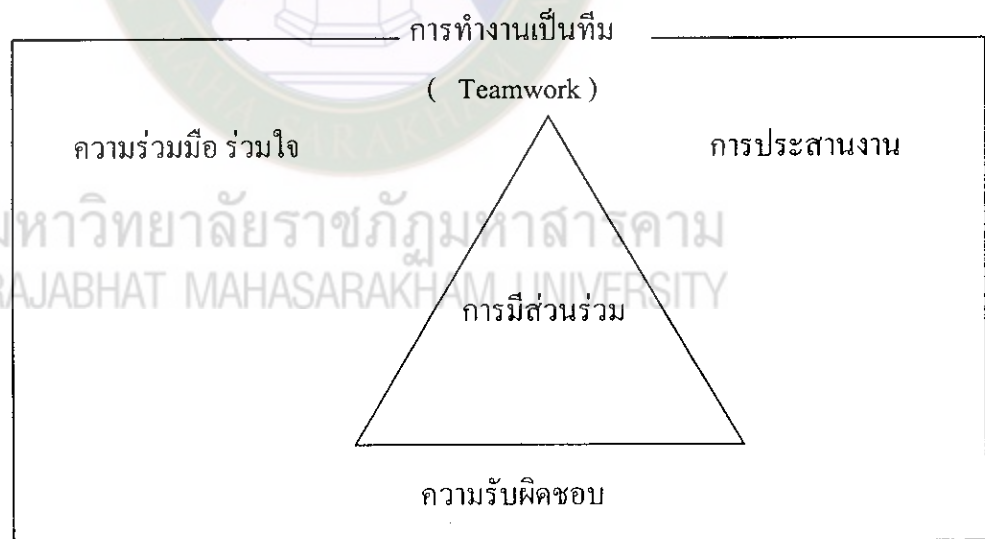 การทำงานเป็นทีม
( Teamwork )
ความร่วมมือ ร่วมใจ
การประสานงาน
มหาวิทยาลัยราชภัฏมหาสารคาม
RAJABHAT MAHASARAKHAM UNIVERSITY
การมีส่วนร่วม
ความรับผิดชอบ